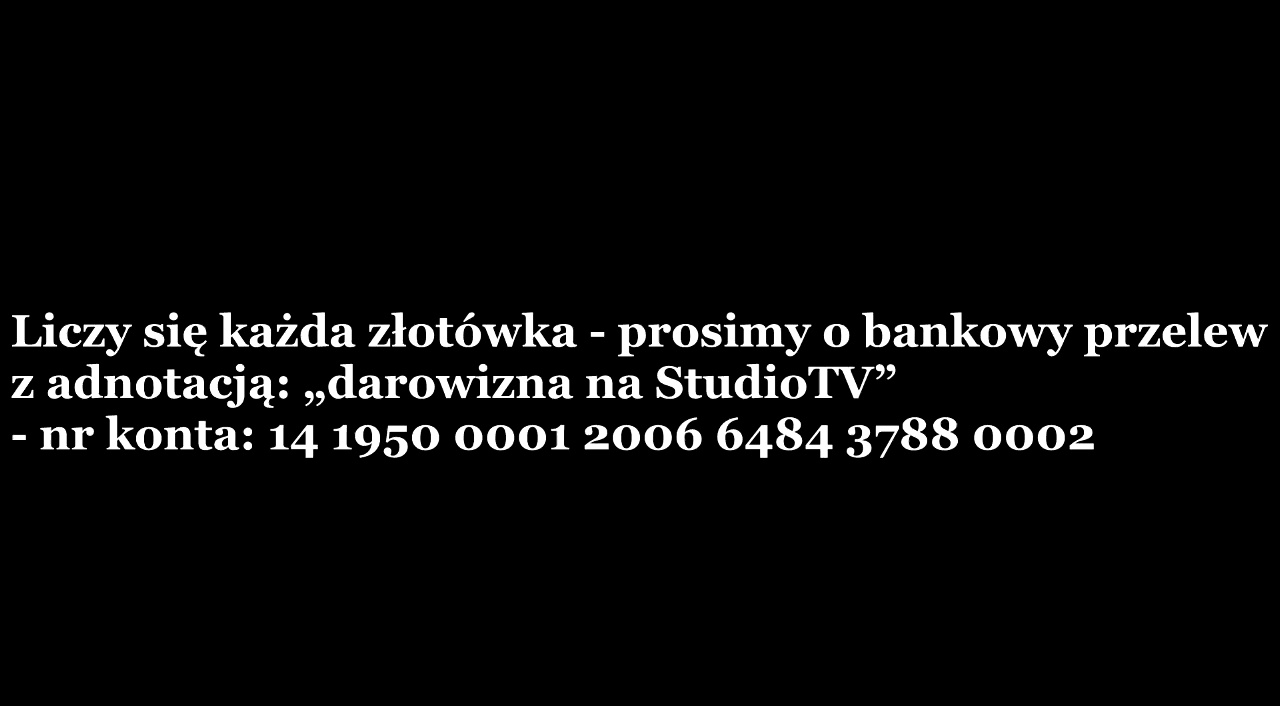 Liczy się każda złotówka - prosimy o bankowy przelew
z adnotacją: „darowizna na StudioTV”
- nr konta: 14 1950 0001 2006 6484 3788 0002